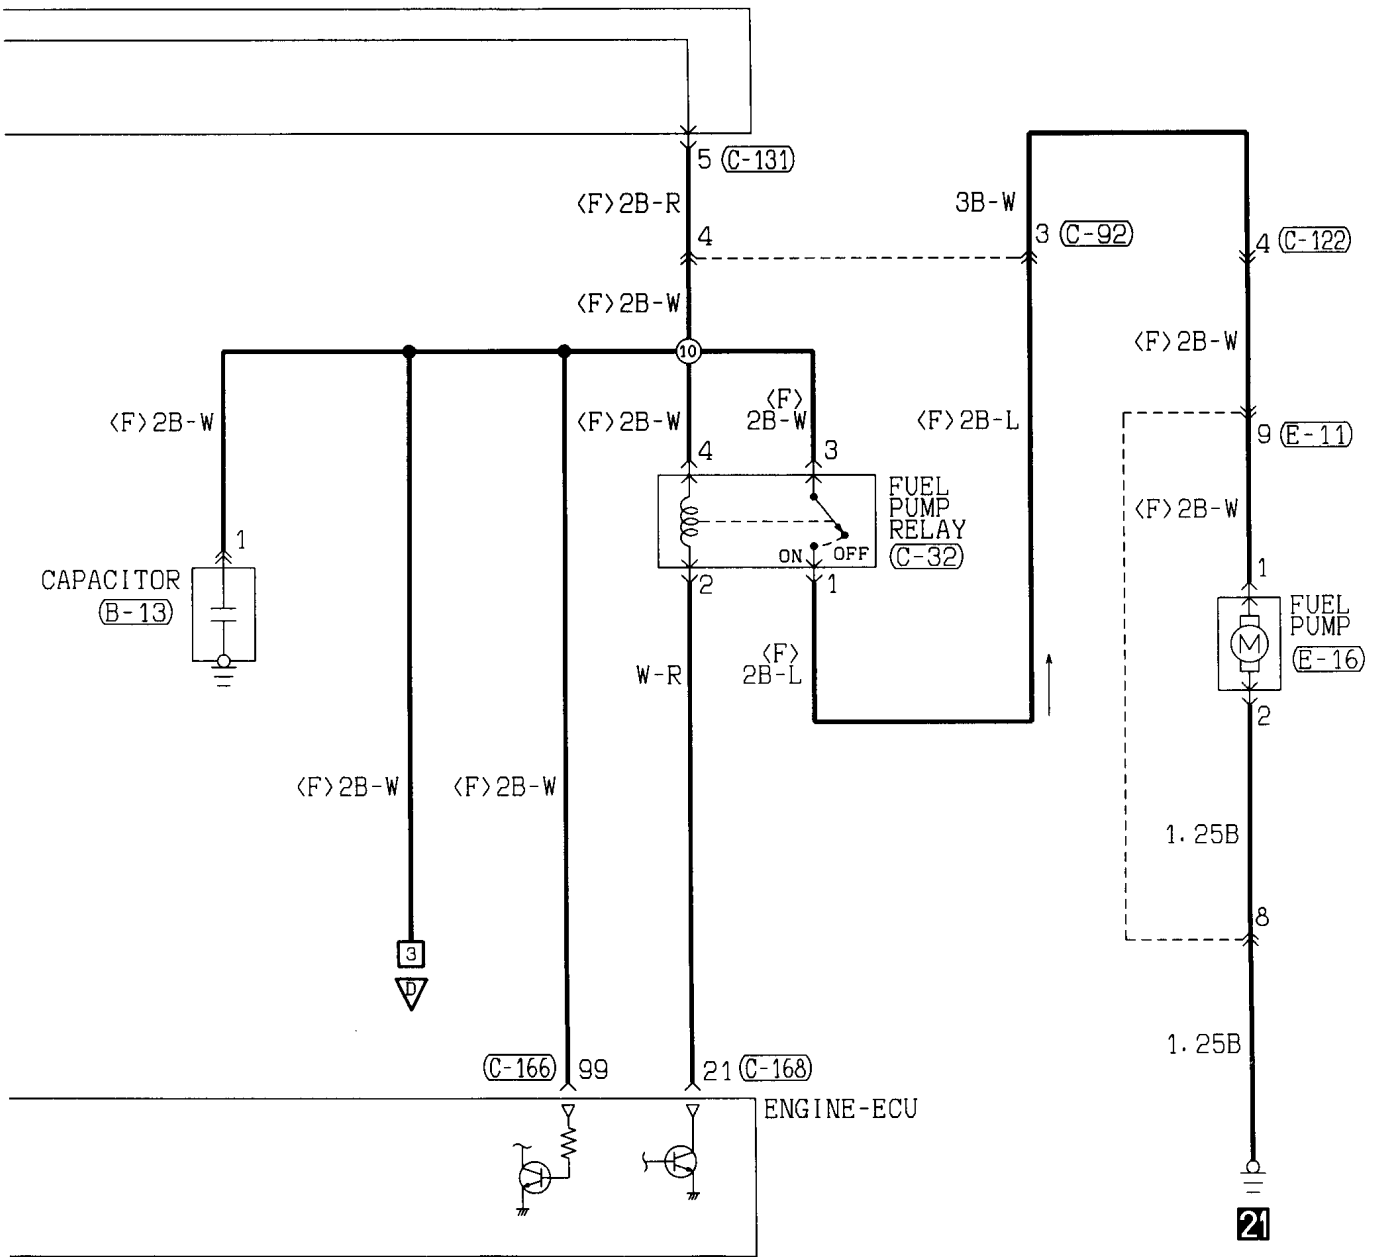 5 (C-131)
〈F〉2B-R
3B-W
4
3 (C-92)
4 (C-122)
〈F〉2B-W
〈F〉2B-W
10
〈F〉2B-W
〈F〉2B-W
〈F〉
2B-W
〈F〉2B-L
9 (E-11)
4
3
FUEL
PUMP
RELAY
(C-32)
〈F〉2B-W
ON
OFF
1
CAPACITOR
(B-13)
2
1
1
FUEL
PUMP
(E-16)
M
W-R
〈F〉
2B-L
2
〈F〉2B-W
〈F〉2B-W
1.25B
8
3
D
1.25B
(C-166) 99
21 (C-168)
ENGINE-ECU
21